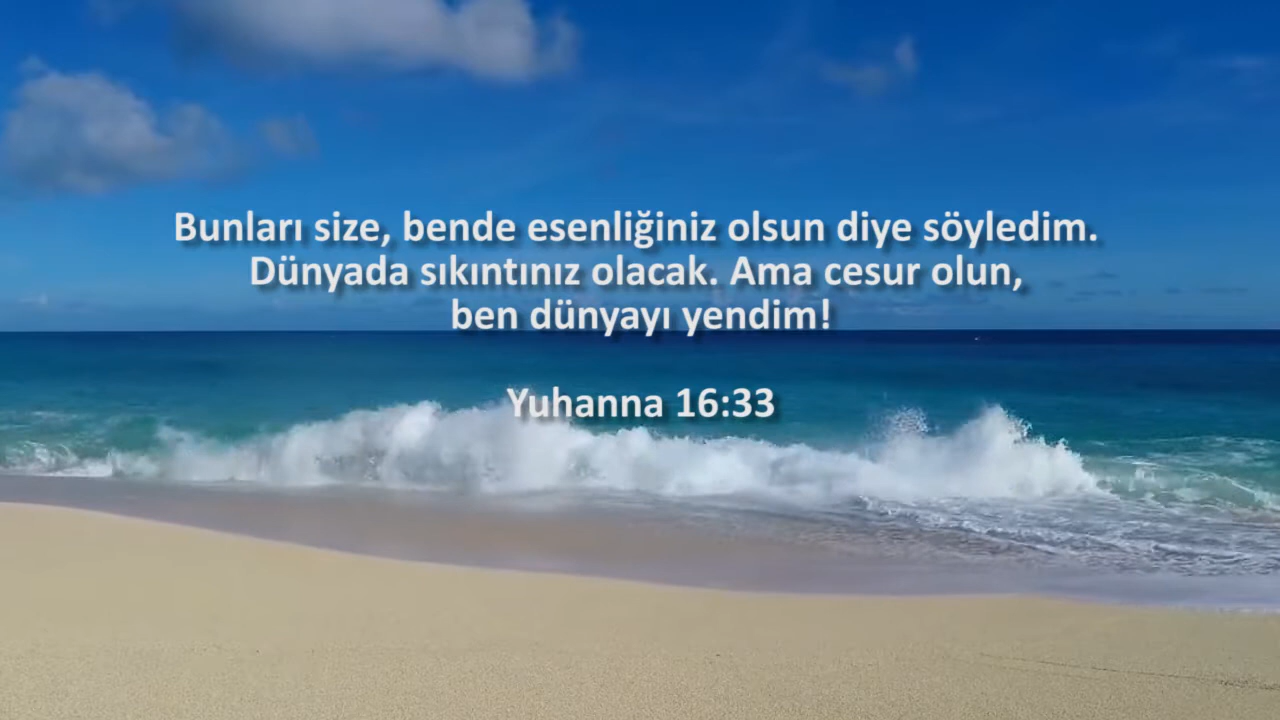 Bunları size, bende esenliğiniz olsun diye söyledim.
Dünyada sıkıntınız olacak. Ama cesur olun,
ben dünyayı yendim!
Yuhanna 16:33